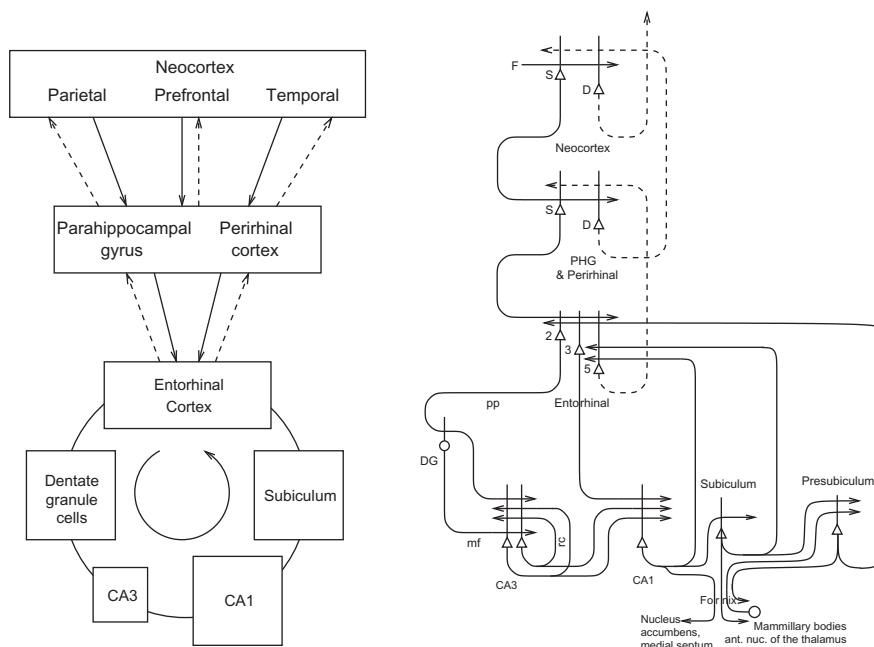 Neocortex
Parietal Prefrontal Temporal
Parahippocampal
gyrus
Perirhinal
cortex
Entorhinal
Cortex
Dentate
granule
cells
Subiculum
CA3
CA1
F
S
D
Neocortex
S
D
PHG
& Perirhinal
2
3
5
Entorhinal
pp
DG
mf
rc
CA3
CA1
Subiculum
Presubiculum
Fornix
Nucleus
accumbens,
medial septum
Mammillary bodies
ant. nuc. of the thalamus